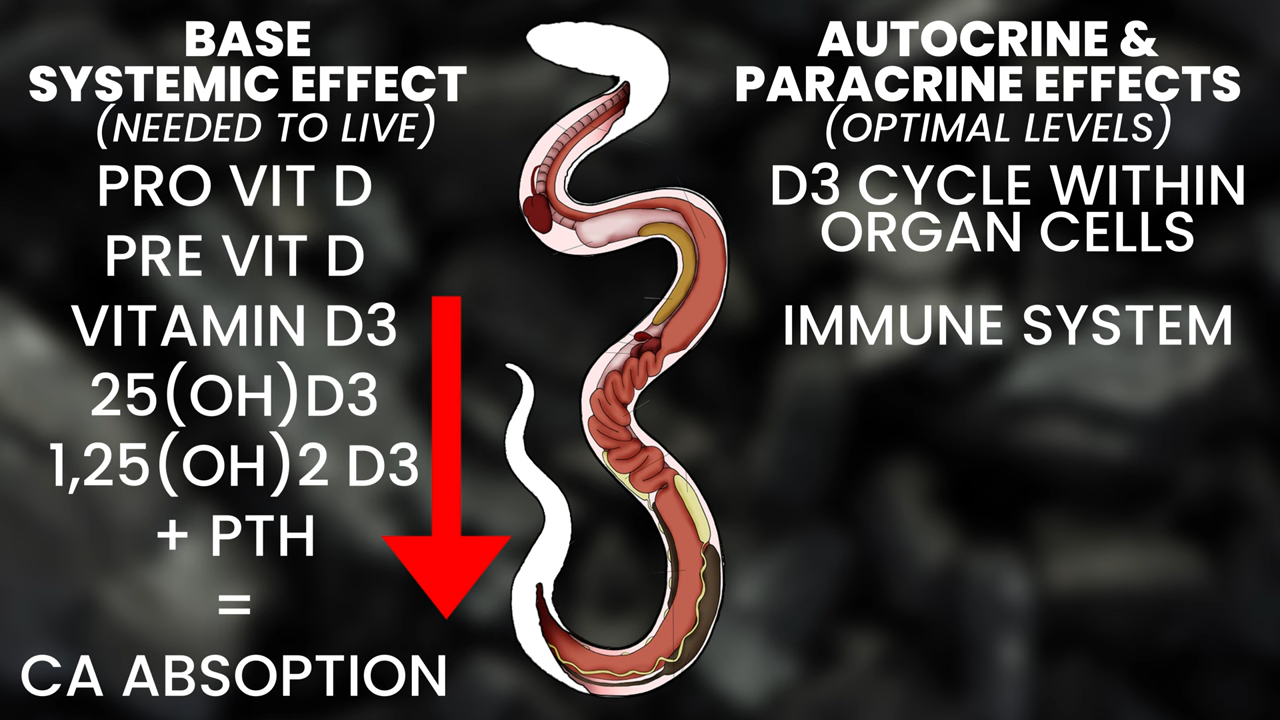 BASE
SYSTEMIC EFFECT
(NEEDED TO LIVE)
PRO VIT D
PRE VIT D
VITAMIN D3
25(OH)D3
1,25(OH)2 D3
+ PTH
=
CA ABSOPTION
AUTOCRINE &
PARACRINE EFFECTS
(OPTIMAL LEVELS)
D3 CYCLE WITHIN
ORGAN CELLS
IMMUNE SYSTEM